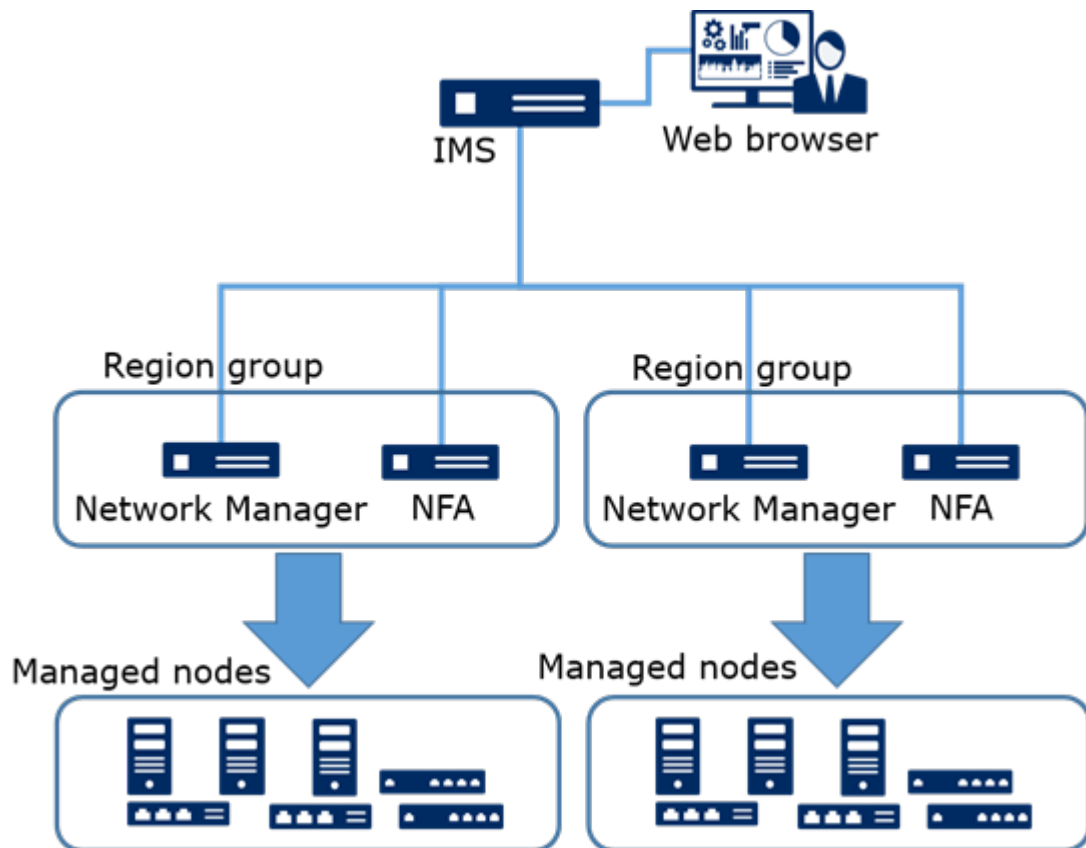 Web browser
IMS
Region group
Region group
Network Manager
NFA
Network Manager
NFA
Managed nodes
Managed nodes